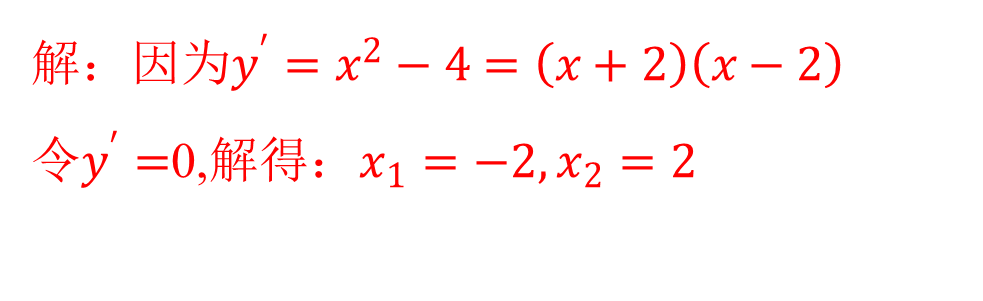 解：因为y′ = x² − 4 = (x + 2)(x − 2)
令y′ =0,解得：x₁ = −2, x₂ = 2